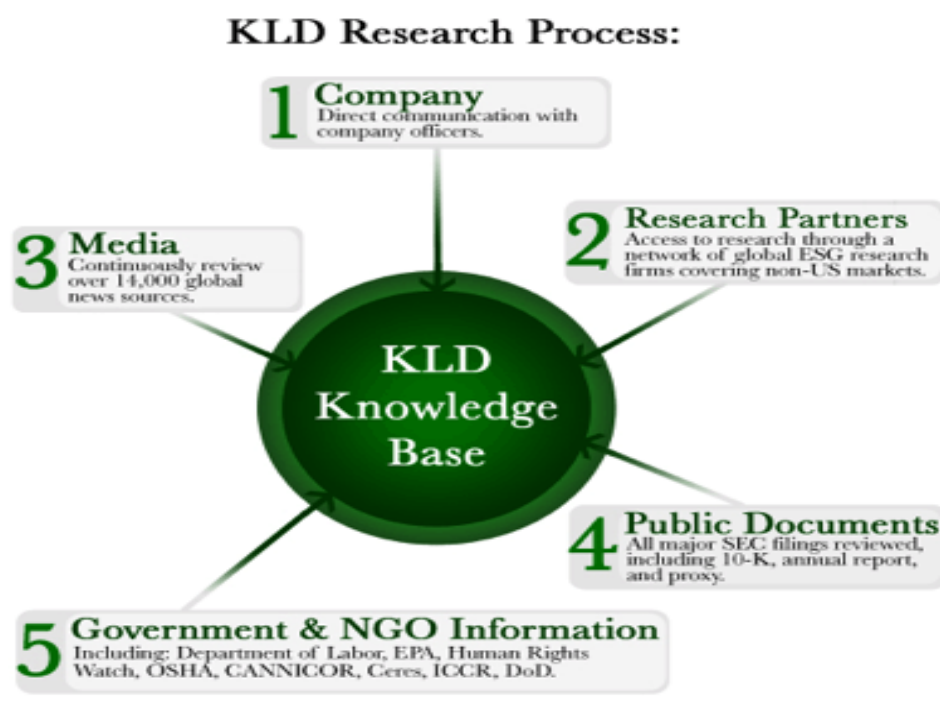 KLD Research Process:
1
Company
Direct communication with
company officers.
2
Research Partners
Access to research through a
network of global ESG research
firms covering non-US markets.
3
Media
Continuously review
over 14,000 global
news sources.
KLD
Knowledge
Base
4
Public Documents
All major SEC filings reviewed,
including 10-K, annual report,
and proxy.
5
Government & NGO Information
Including: Department of Labor, EPA, Human Rights
Watch, OSHA, CANNICOR, Ceres, ICCR, DoD.